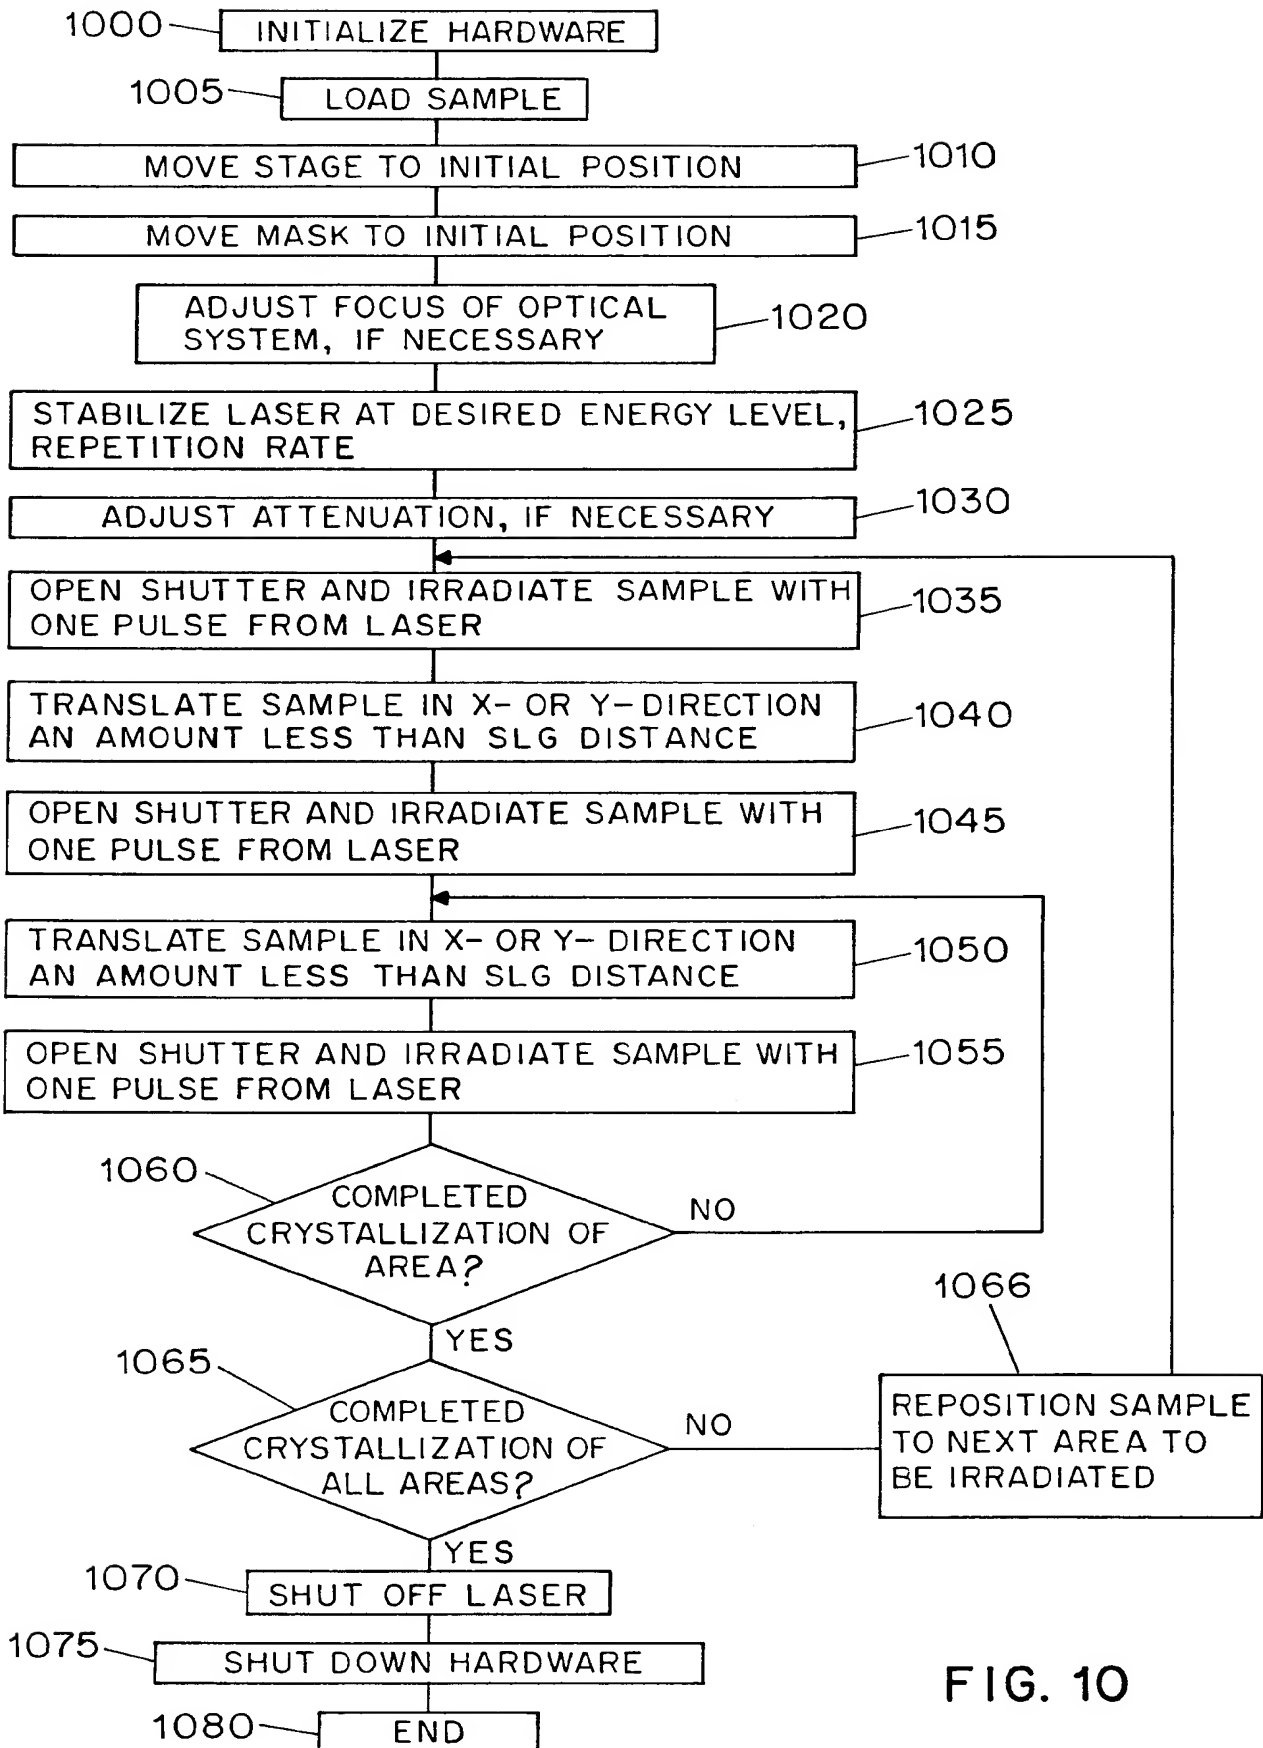 1000
INITIALIZE HARDWARE
1005
LOAD SAMPLE
MOVE STAGE TO INITIAL POSITION
1010
MOVE MASK TO INITIAL POSITION
1015
ADJUST FOCUS OF OPTICAL
SYSTEM, IF NECESSARY
1020
STABILIZE LASER AT DESIRED ENERGY LEVEL,
REPETITION RATE
1025
ADJUST ATTENUATION, IF NECESSARY
1030
OPEN SHUTTER AND IRRADIATE SAMPLE WITH
ONE PULSE FROM LASER
1035
TRANSLATE SAMPLE IN X- OR Y-DIRECTION
AN AMOUNT LESS THAN SLG DISTANCE
1040
OPEN SHUTTER AND IRRADIATE SAMPLE WITH
ONE PULSE FROM LASER
1045
TRANSLATE SAMPLE IN X- OR Y- DIRECTION
AN AMOUNT LESS THAN SLG DISTANCE
1050
OPEN SHUTTER AND IRRADIATE SAMPLE WITH
ONE PULSE FROM LASER
1055
1060
COMPLETED
CRYSTALLIZATION OF
AREA?
NO
YES
1065
COMPLETED
CRYSTALLIZATION OF
ALL AREAS?
NO
1066
REPOSITION SAMPLE
TO NEXT AREA TO
BE IRRADIATED
YES
1070
SHUT OFF LASER
1075
SHUT DOWN HARDWARE
1080
END
FIG. 10